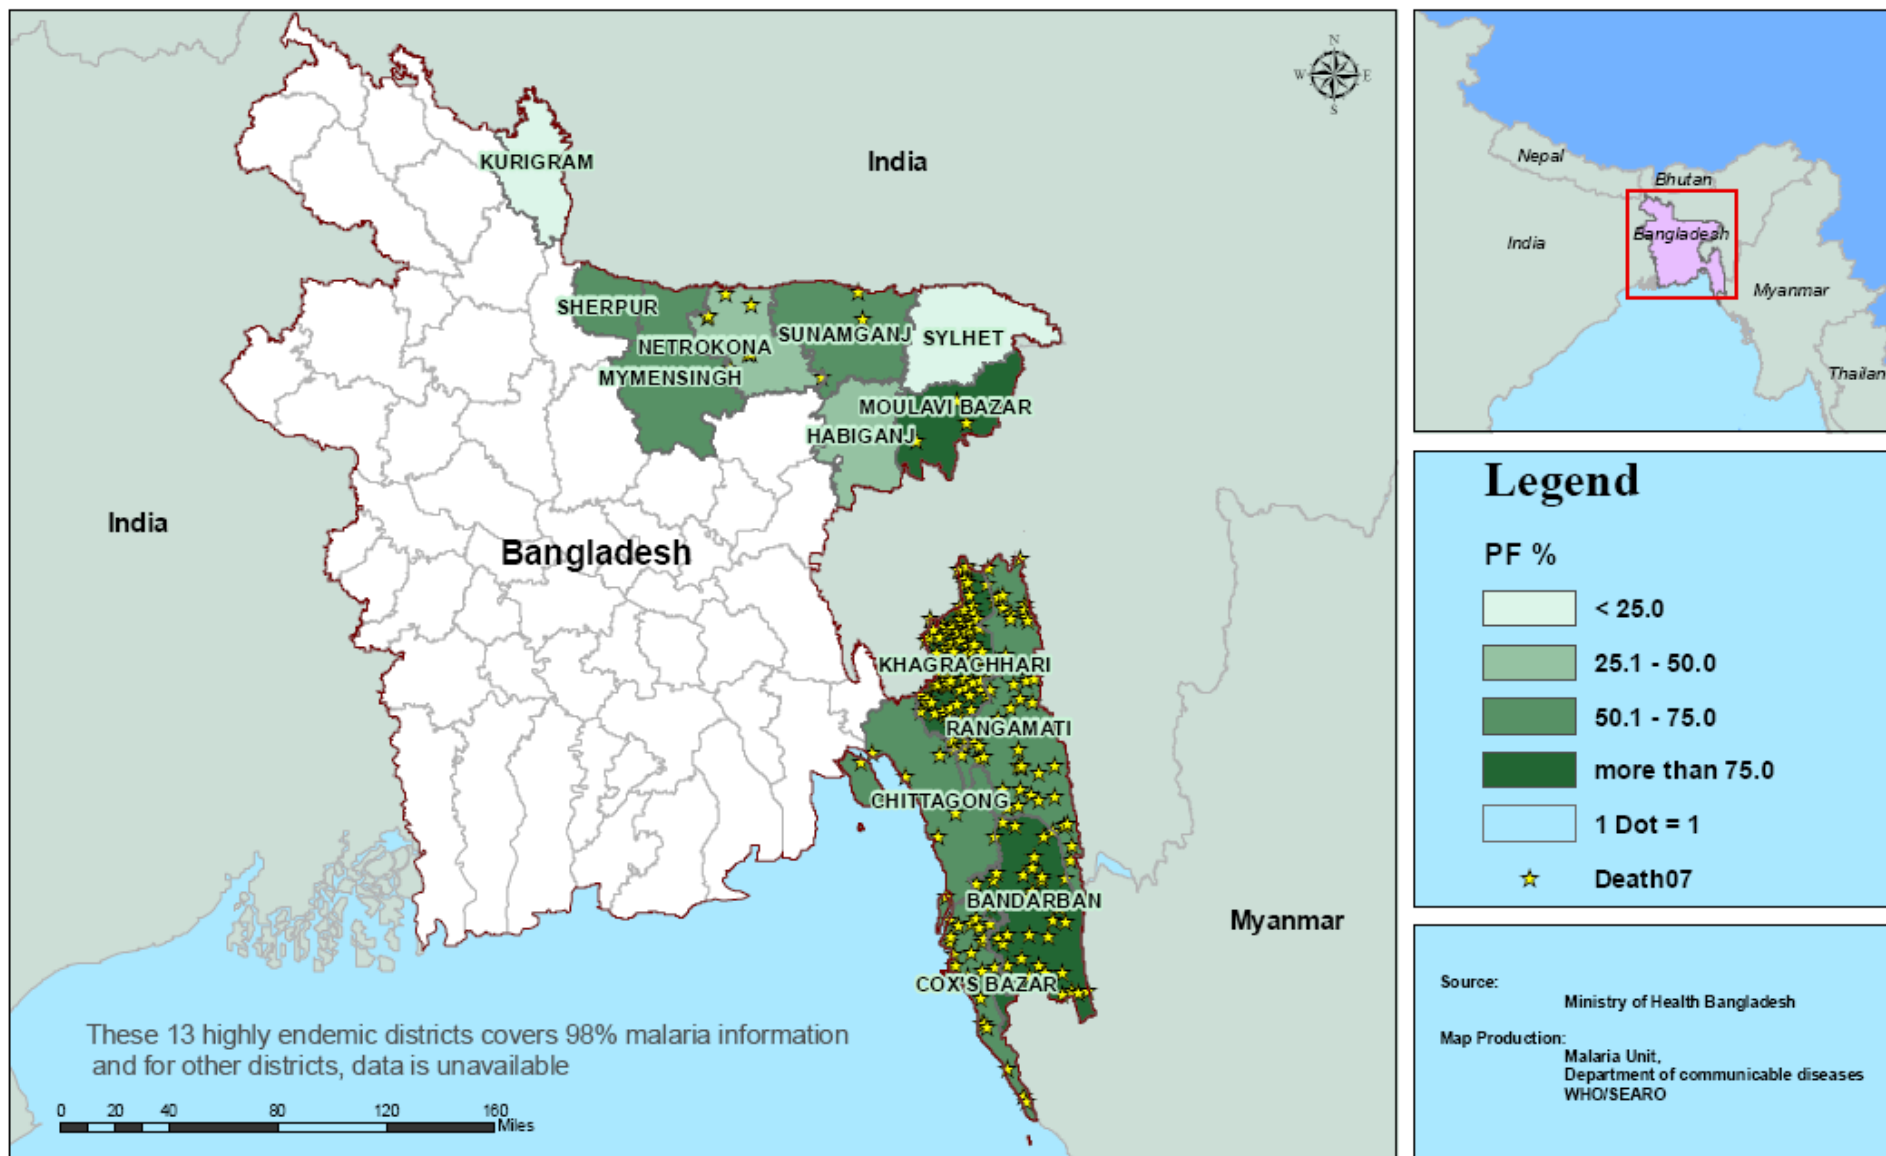 N
W E
S
KURIGRAM
India
SHERPUR
NETROKONA
SUNAMGANJ
SYLHET
MYMENSINGH
MOULAVI BAZAR
HABIGANJ
India
Bangladesh
KHAGRACHHARI
RANGAMATI
CHITTAGONG
BANDARBAN
Myanmar
COX'S BAZAR
These 13 highly endemic districts covers 98% malaria information
and for other districts, data is unavailable
0 20 40 80 120 160
Miles
Nepal
Bhutan
Bangladesh
India
Myanmar
Thailan
Legend
PF %
< 25.0
25.1 - 50.0
50.1 - 75.0
more than 75.0
1 Dot = 1
Death07
Source:
Ministry of Health Bangladesh
Map Production:
Malaria Unit,
Department of communicable diseases
WHO/SEARO